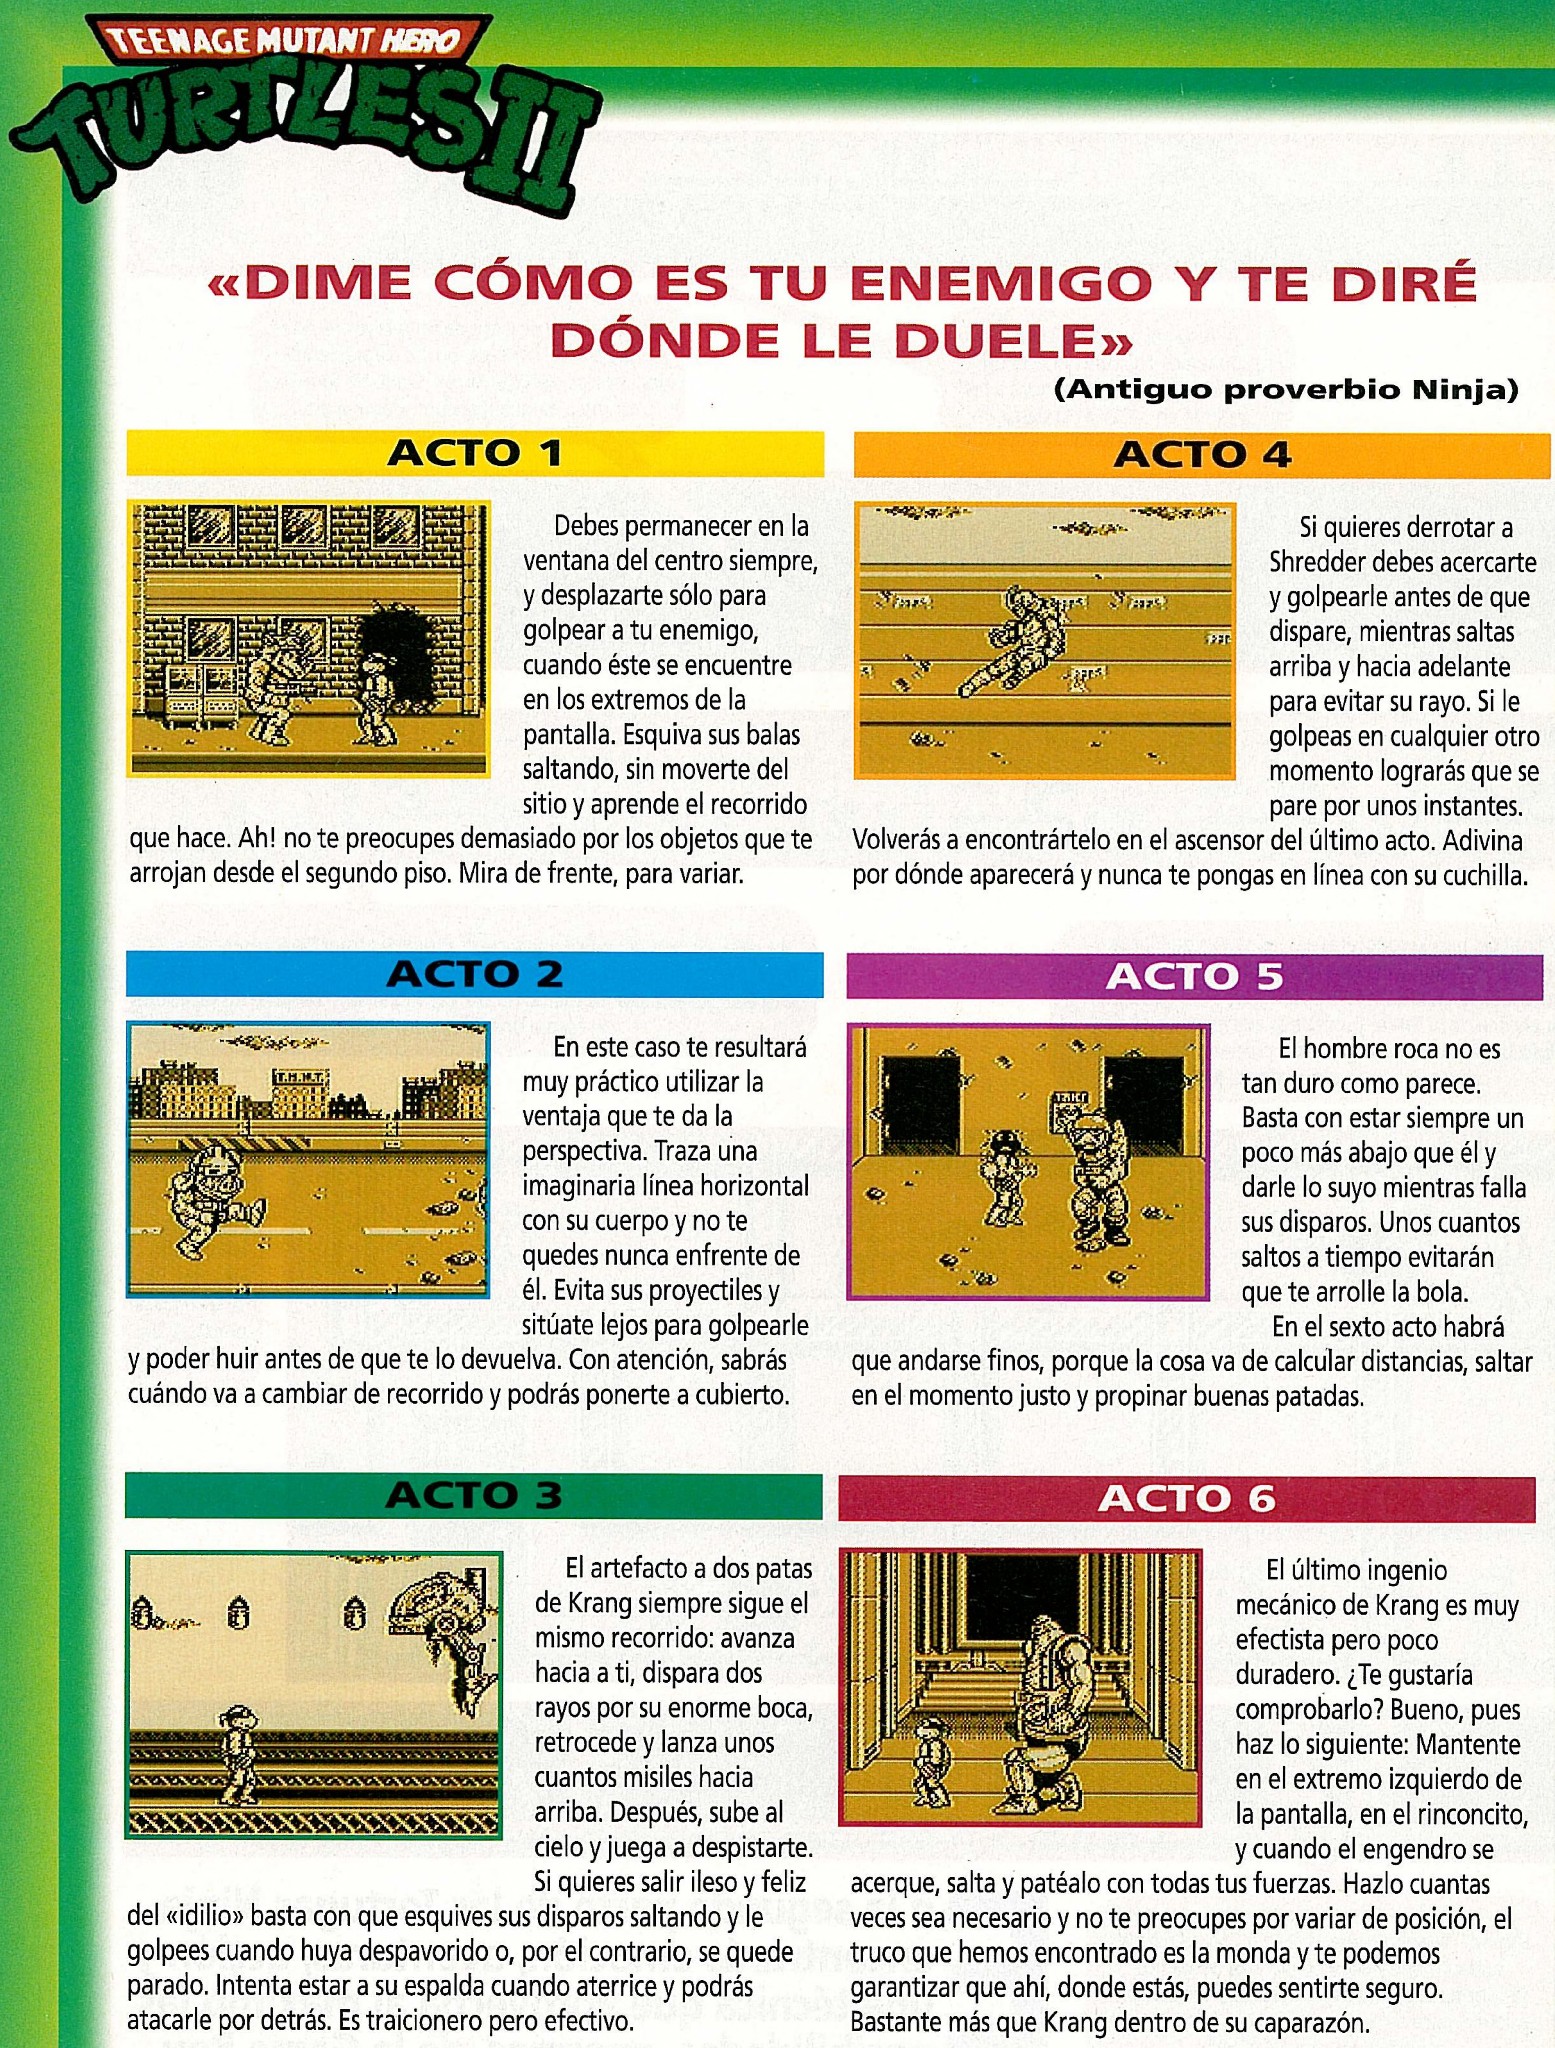 TEENAGE MUTANT HERO
TURTLES II
«DIME CÓMO ES TU ENEMIGO Y TE DIRÉ
DÓNDE LE DUELE»
(Antiguo proverbio Ninja)
ACTO 1
Debes permanecer en la
ventana del centro siempre,
y desplazarte sólo para
golpear a tu enemigo,
cuando éste se encuentre
en los extremos de la
pantalla. Esquiva sus balas
saltando, sin moverte del
sitio y aprende el recorrido
que hace. Ah! no te preocupes demasiado por los objetos que te
arrojan desde el segundo piso. Mira de frente, para variar.
ACTO 2
T.M.N.T.
En este caso te resultará
muy práctico utilizar la
ventaja que te da la
perspectiva. Traza una
imaginaria línea horizontal
con su cuerpo y no te
quedes nunca enfrente de
él. Evita sus proyectiles y
sitúate lejos para golpearle
y poder huir antes de que te lo devuelva. Con atención, sabrás
cuándo va a cambiar de recorrido y podrás ponerte a cubierto.
ACTO 3
El artefacto a dos patas
de Krang siempre sigue el
mismo recorrido: avanza
hacia a ti, dispara dos
rayos por su enorme boca,
retrocede y lanza unos
cuantos misiles hacia
arriba. Después, sube al
cielo y juega a despistarte.
Si quieres salir ileso y feliz
del «idilio» basta con que esquives sus disparos saltando y le
golpees cuando huya despavorido o, por el contrario, se quede
parado. Intenta estar a su espalda cuando aterrice y podrás
atacarle por detrás. Es traicionero pero efectivo.
ACTO 4
Si quieres derrotar a
Shredder debes acercarte
y golpearle antes de que
dispare, mientras saltas
arriba y hacia adelante
para evitar su rayo. Si le
golpeas en cualquier otro
momento lograrás que se
pare por unos instantes.
Volverás a encontrártelo en el ascensor del último acto. Adivina
por dónde aparecerá y nunca te pongas en línea con su cuchilla.
ACTO 5
El hombre roca no es
tan duro como parece.
Basta con estar siempre un
poco más abajo que él y
darle lo suyo mientras falla
sus disparos. Unos cuantos
saltos a tiempo evitarán
que te arrolle la bola.
En el sexto acto habrá
que andarse finos, porque la cosa va de calcular distancias, saltar
en el momento justo y propinar buenas patadas.
ACTO 6
El último ingenio
mecánico de Krang es muy
efectista pero poco
duradero. ¿Te gustaría
comprobarlo? Bueno, pues
haz lo siguiente: Mantente
en el extremo izquierdo de
la pantalla, en el rinconcito,
y cuando el engendro se
acerque, salta y patéalo con todas tus fuerzas. Hazlo cuantas
veces sea necesario y no te preocupes por variar de posición, el
truco que hemos encontrado es la monda y te podemos
garantizar que ahí, donde estás, puedes sentirte seguro.
Bastante más que Krang dentro de su caparazón.